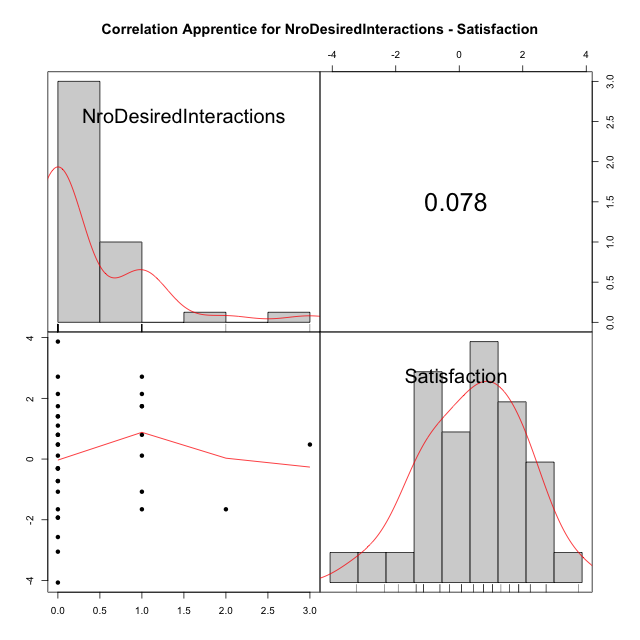 Correlation Apprentice for NroDesiredInteractions - Satisfaction
-4 -2 0 2 4
NroDesiredInteractions
0.078
3.0
2.5
2.0
1.5
1.0
0.5
0.0
4
2
0
-2
-4
Satisfaction
0.0 0.5 1.0 1.5 2.0 2.5 3.0